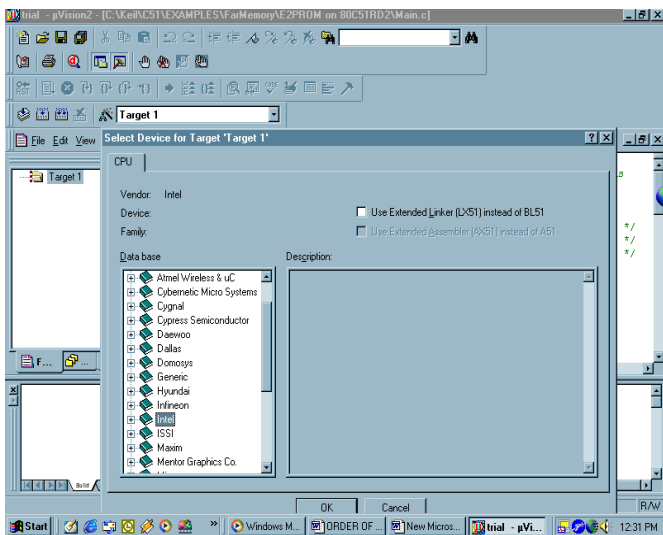 trial - µVision2 - [C:\Keil\C51\EXAMPLES\FarMemory\E2PROM on 80C51RD2\Main.c]
Target 1
File Edit View
Select Device for Target 'Target 1'
CPU
Vendor: Intel
Device:
Use Extended Linker (LX51) instead of BL51
Family:
Use Extended Assembler (AX51) instead of A51
Data base
Description:
Target 1
Atmel Wireless & uC
Cybernetic Micro Systems
Cygnal
Cypress Semiconductor
Daewoo
Dallas
Domosys
Generic
Hyundai
Infineon
Intel
ISSI
Maxim
Mentor Graphics Co.
*/
*/
*/
F...
Build
OK
Cancel
R/W
Start
Windows M...
ORDER OF ...
New Micros...
trial - µVi...
12:31 PM